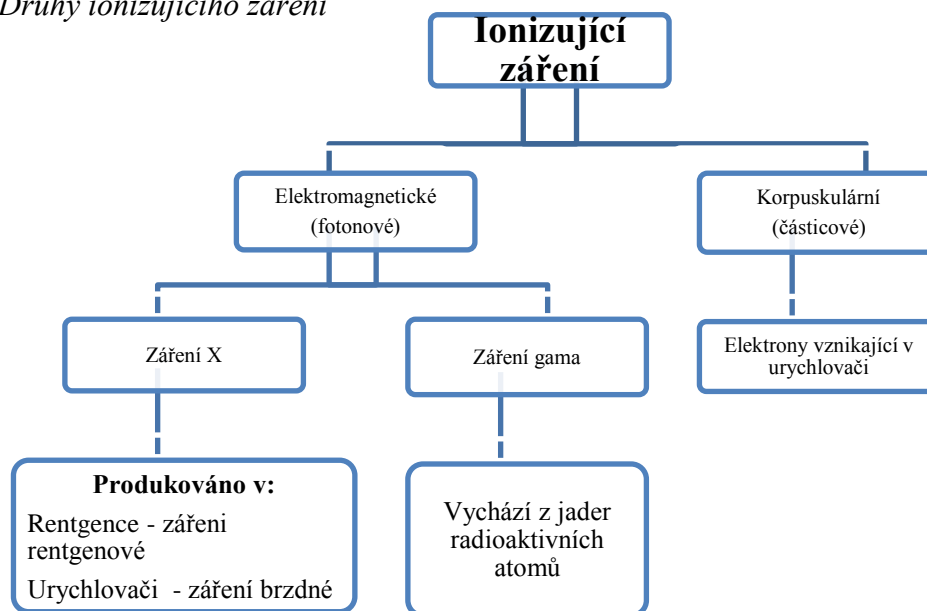 Druhy ionizujícího záření
Ionizující
záření
Elektromagnetické
(fotonové)
Korpuskulární
(částicové)
Záření X
Záření gama
Elektrony vznikající v
urychlovači
Produkováno v:
Rentgence - zářeni
rentgenové
Urychlovači - záření brzdné
Vychází z jader
radioaktivních
atomů